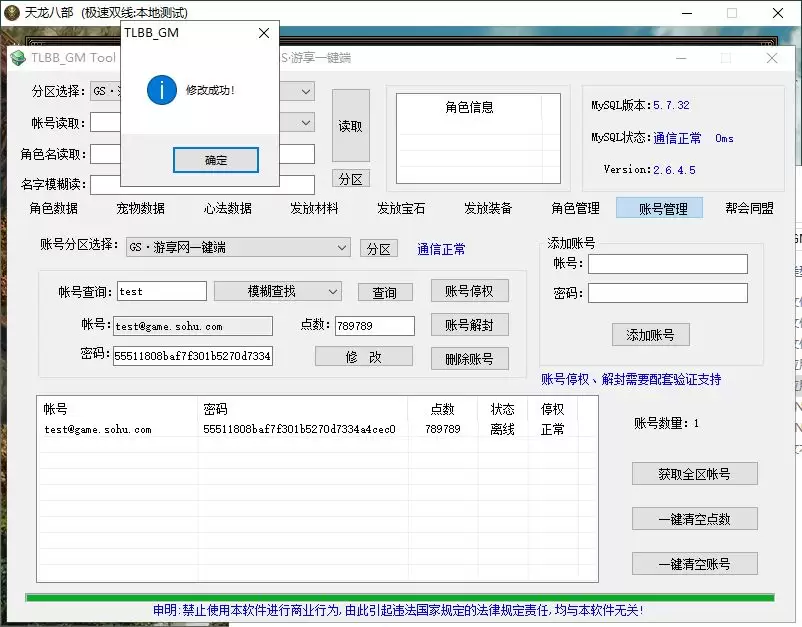 天龙八部 (极速双线:本地测试)
TLBB_GM Tool
S·游享一键端
TLBB_GM
修改成功!
确定
分区选择: GS·
帐号读取:
角色名读取:
名字模糊读:
读取
分区
角色信息
MySQL版本:5.7.32
MySQL状态:通信正常 0ms
Version:2.6.4.5
角色数据 宠物数据 心法数据 发放材料 发放宝石 发放装备 角色管理 账号管理 帮会同盟
账号分区选择: GS·游享网一键端 分区 通信正常
帐号查询: test 模糊查找 查询 账号停权
帐号: test@game.sohu.com 点数: 789789 账号解封
密码: 55511808baf7f301b5270d7334 修 改 删除账号
添加账号
帐号:
密码:
添加账号
账号停权、解封需要配套验证支持
帐号 密码 点数 状态 停权
test@game.sohu.com 55511808baf7f301b5270d7334a4cec0 789789 离线 正常
账号数量: 1
获取全区帐号
一键清空点数
一键清空账号
申明:禁止使用本软件进行商业行为,由此引起违法国家规定的法律规定责任,均与本软件无关!